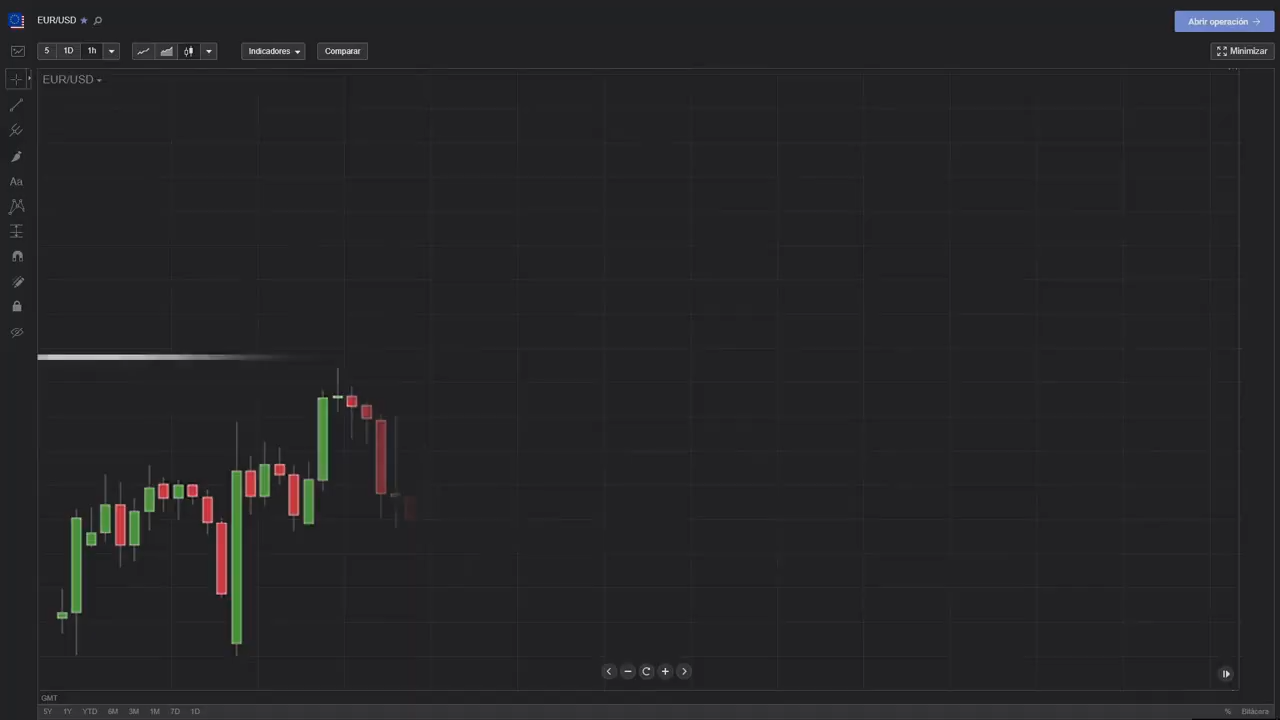 EUR/USD
Abrir operación
5 1D 1h Indicadores Comparar Minimizar
EUR/USD
Aa
GMT
5Y 1Y YTD 6M 3M 1M 7D 1D % Bitácora